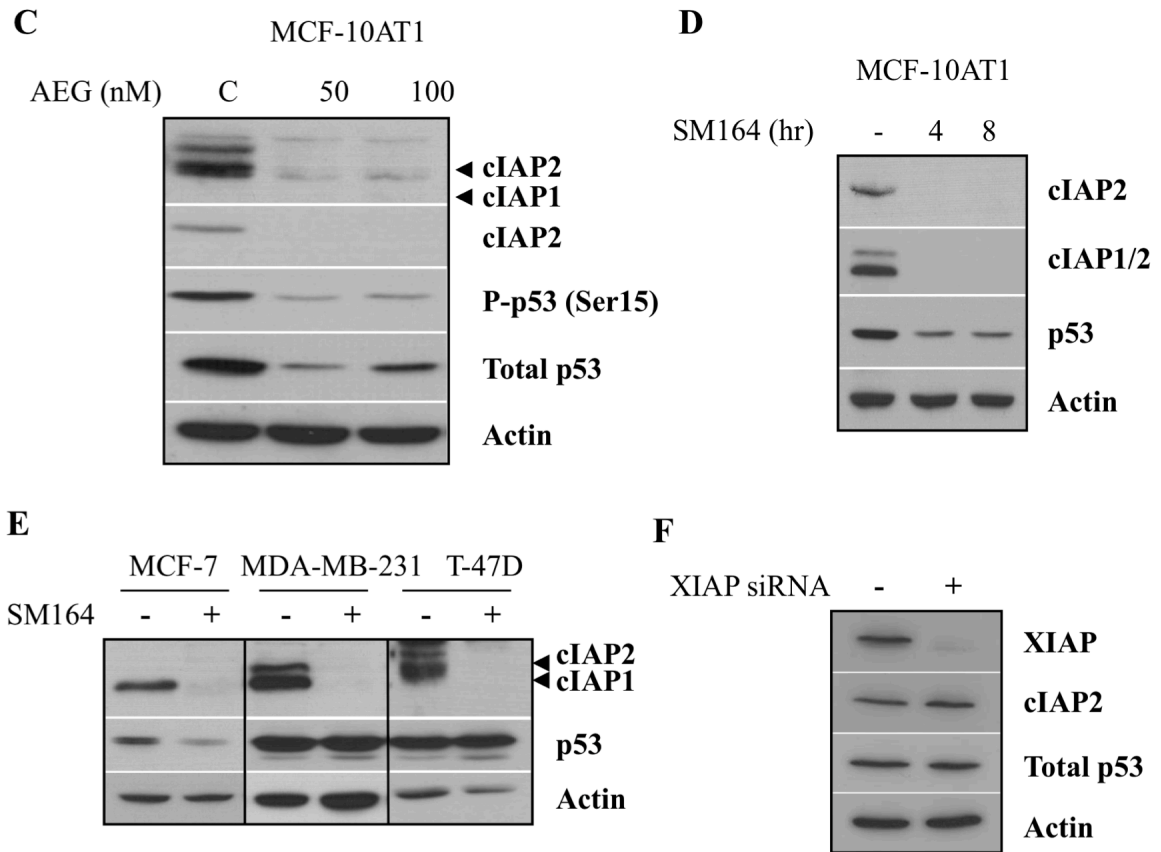 C
MCF-10AT1
AEG (nM) C 50 100
cIAP2
cIAP1
cIAP2
P-p53 (Ser15)
Total p53
Actin
D
MCF-10AT1
SM164 (hr) - 4 8
cIAP2
cIAP1/2
p53
Actin
E
MCF-7 MDA-MB-231 T-47D
SM164 - + - + - +
cIAP2
cIAP1
p53
Actin
F
XIAP siRNA - +
XIAP
cIAP2
Total p53
Actin